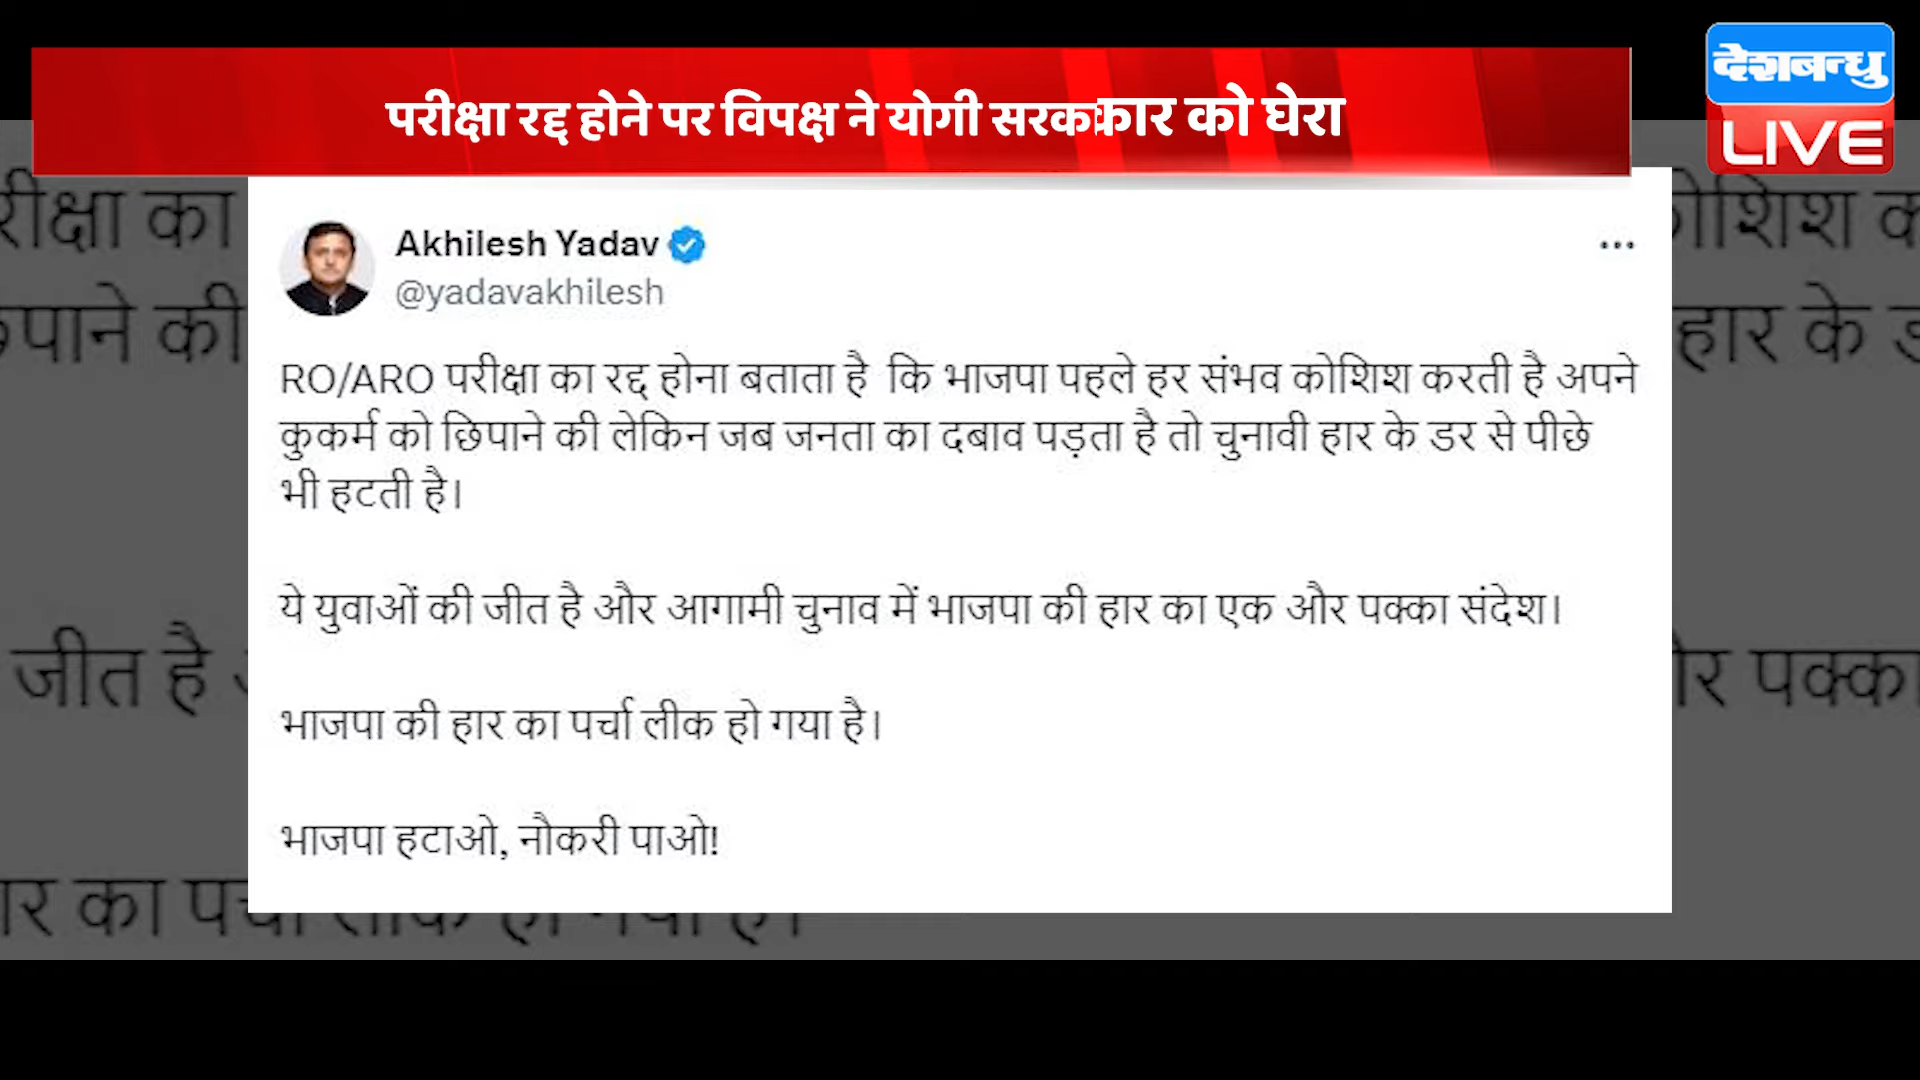 परीक्षा रद्द होने पर विपक्ष ने योगी सरकार को घेरा
देशबन्धु
LIVE
Akhilesh Yadav
@yadavakhilesh
RO/ARO परीक्षा का रद्द होना बताता है कि भाजपा पहले हर संभव कोशिश करती है अपने
कुकर्म को छिपाने की लेकिन जब जनता का दबाव पड़ता है तो चुनावी हार के डर से पीछे
भी हटती है।
ये युवाओं की जीत है और आगामी चुनाव में भाजपा की हार का एक और पक्का संदेश।
भाजपा की हार का पर्चा लीक हो गया है।
भाजपा हटाओ, नौकरी पाओ!